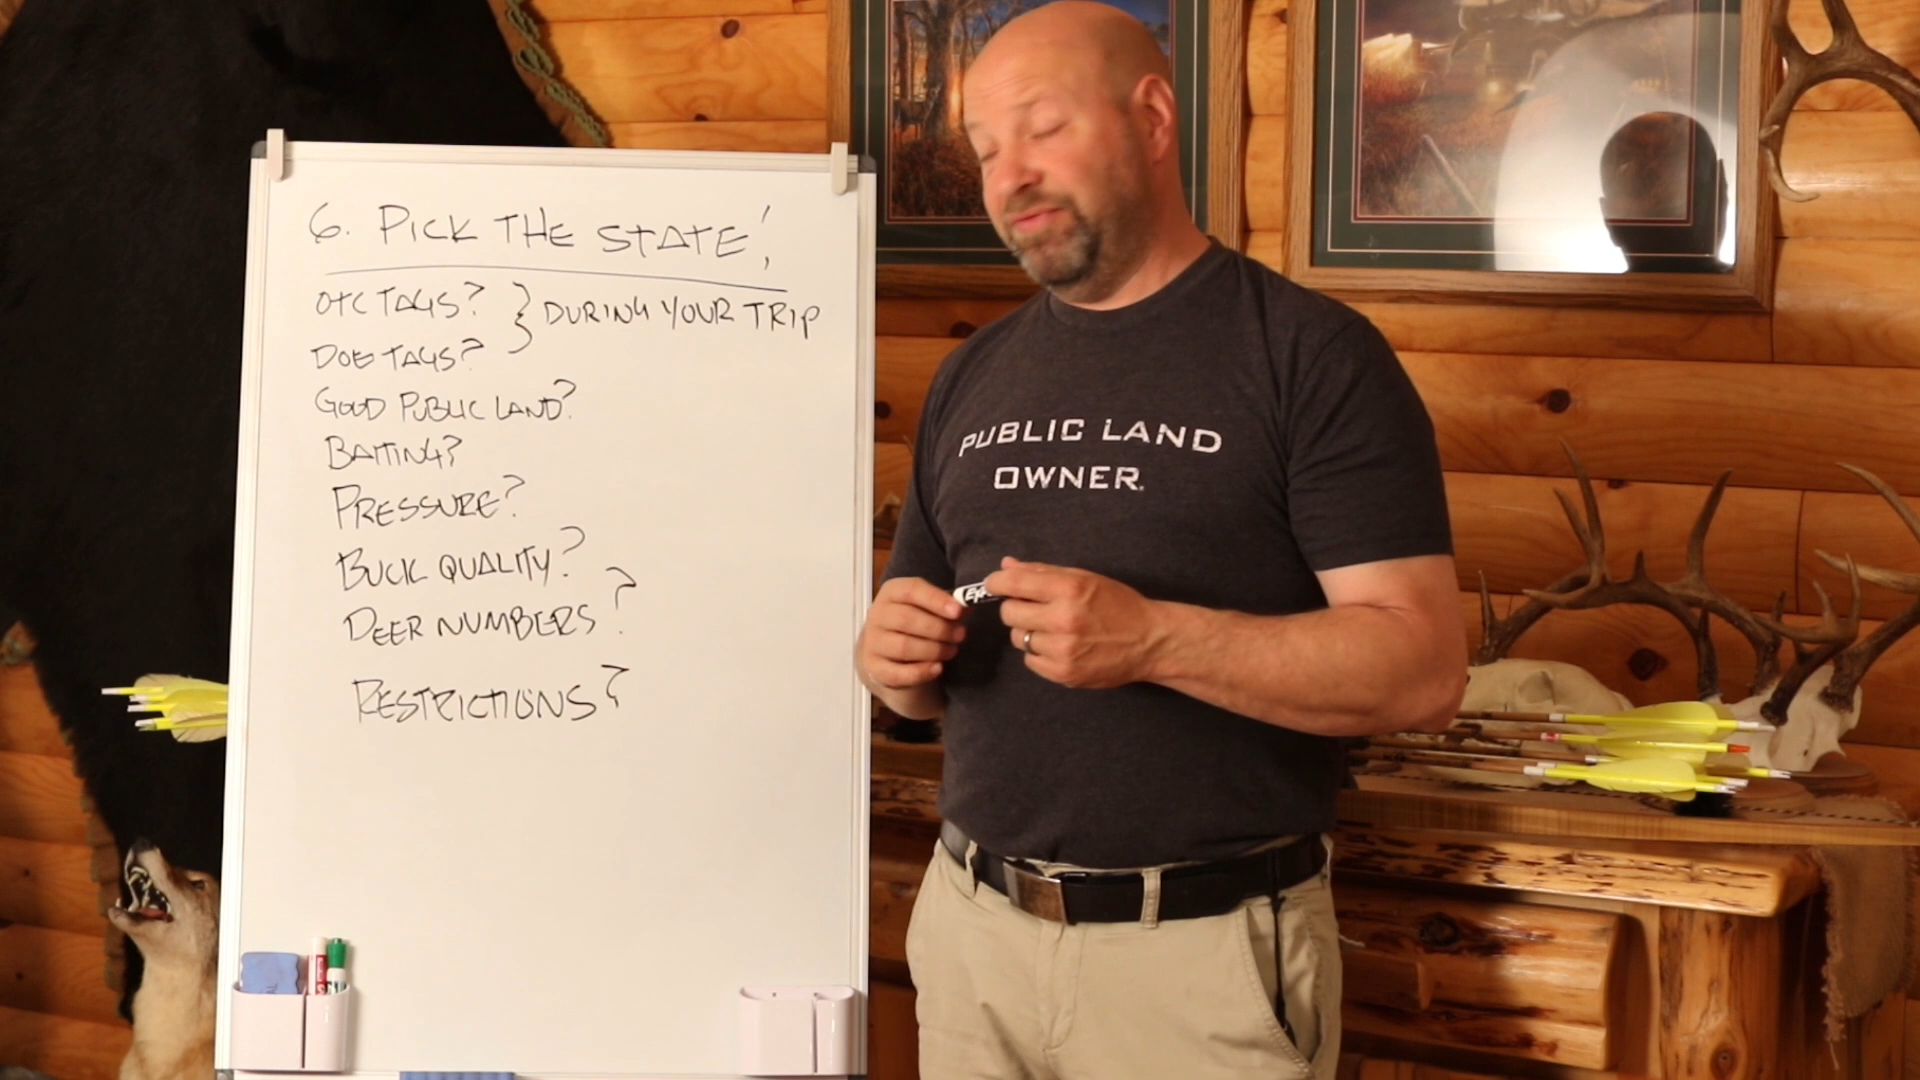 6. PICK THE STATE!
OTC TAGS? } DURING YOUR TRIP
DOE TAGS?
GOOD PUBLIC LAND?
BAITING?
PRESSURE?
BUCK QUALITY?
DEER NUMBERS?
RESTRICTIONS?
PUBLIC LAND
OWNER